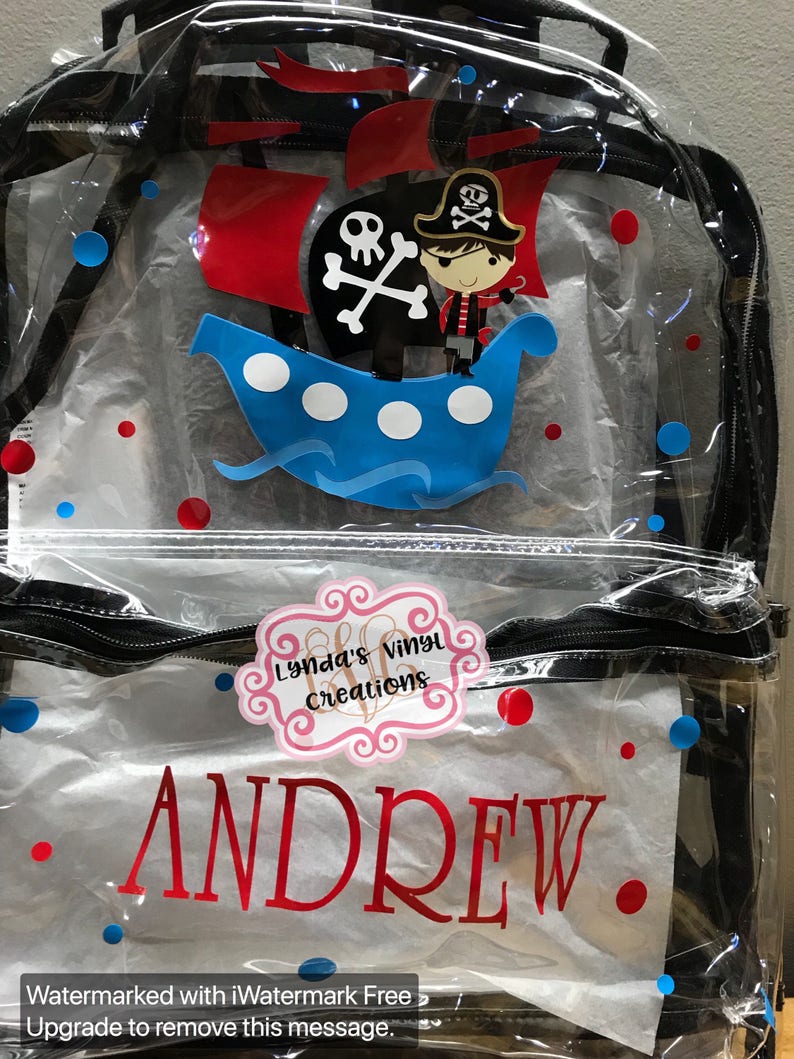 Lynda's Vinyl
Creations
ANDREW
Watermarked with iWatermark Free
Upgrade to remove this message.